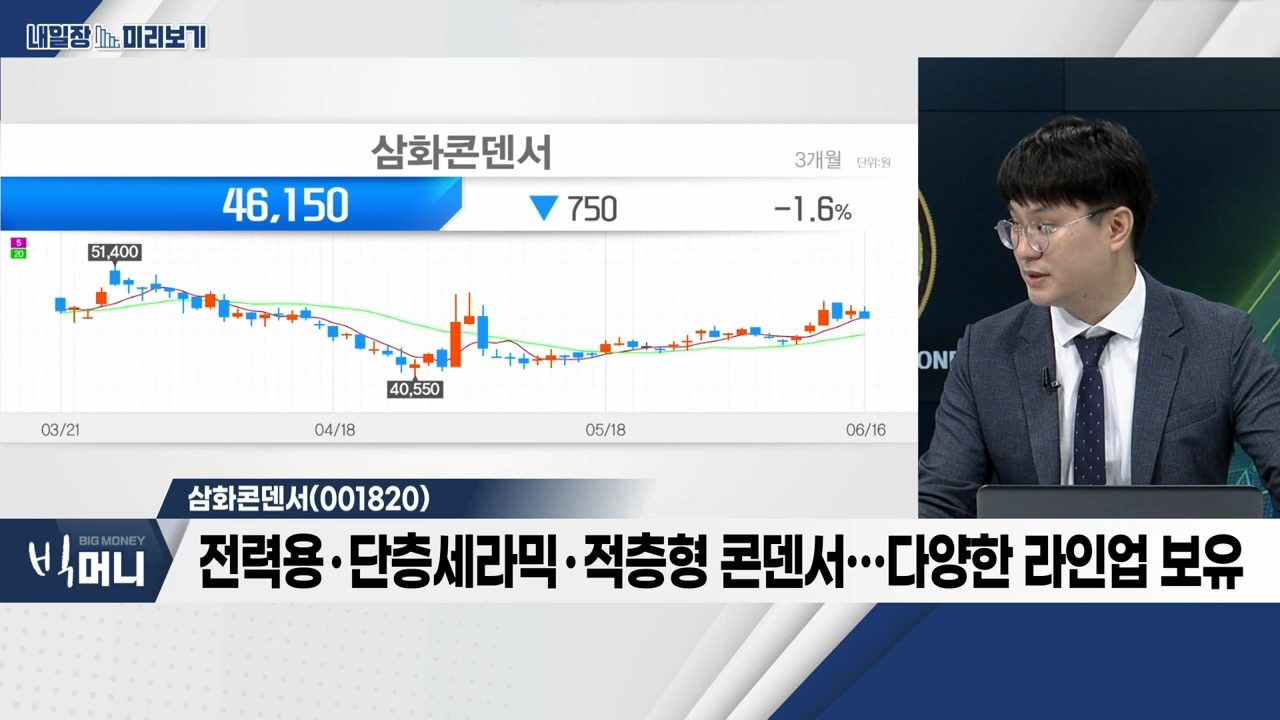 내일장 미리보기
삼화콘덴서
3개월 단위:원
46,150 ▼ 750 -1.6%
5
20
51,400
40,550
03/21 04/18 05/18 06/16
ONE
삼화콘덴서(001820)
BIG MONEY
빅머니
전력용·단층세라믹·적층형 콘덴서…다양한 라인업 보유